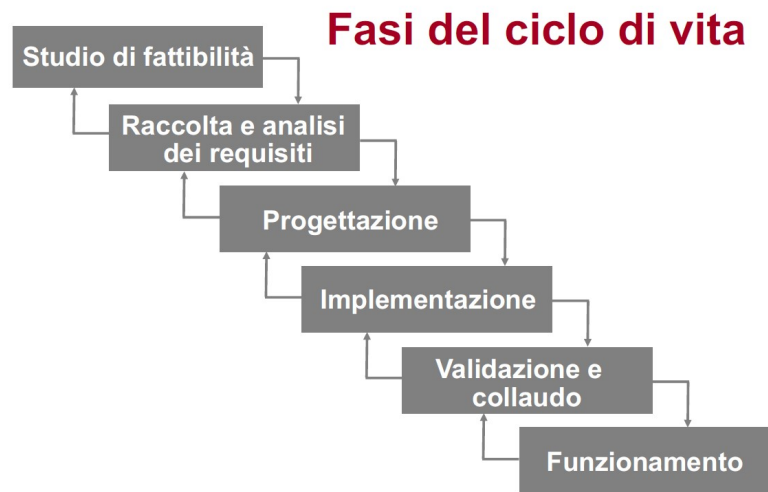 Fasi del ciclo di vita
Studio di fattibilità
Raccolta e analisi
dei requisiti
Progettazione
Implementazione
Validazione e
collaudo
Funzionamento